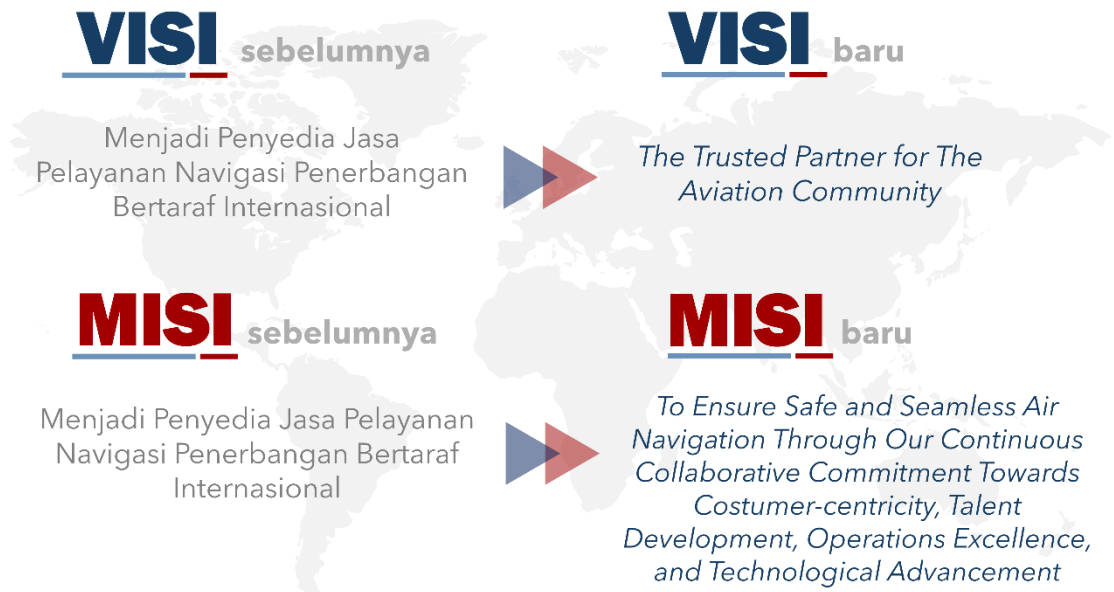 VISI sebelumnya
Menjadi Penyedia Jasa
Pelayanan Navigasi Penerbangan
Bertaraf Internasional
VISI baru
The Trusted Partner for The
Aviation Community
MISI sebelumnya
Menjadi Penyedia Jasa Pelayanan
Navigasi Penerbangan Bertaraf
Internasional
MISI baru
To Ensure Safe and Seamless Air
Navigation Through Our Continuous
Collaborative Commitment Towards
Costumer-centricity, Talent
Development, Operations Excellence,
and Technological Advancement